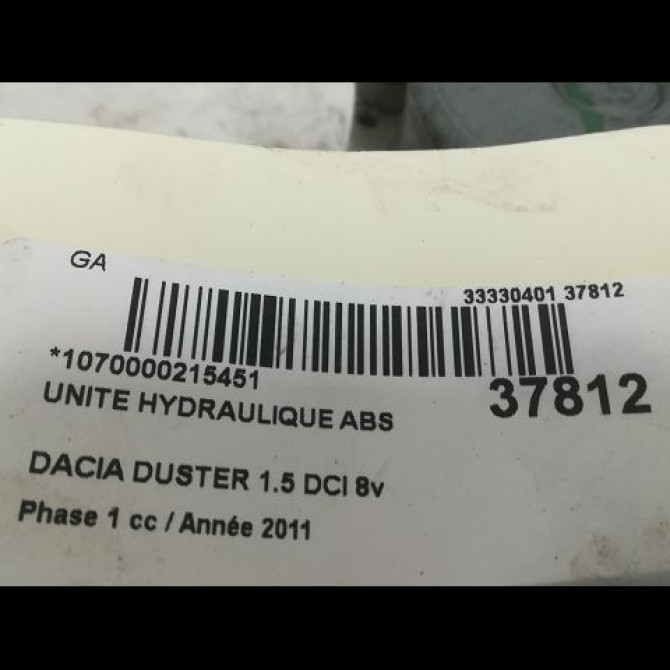 GA
33330401 37812
*1070000215451
37812
UNITE HYDRAULIQUE ABS
DACIA DUSTER 1.5 DCI 8v
Phase 1 cc / Année 2011